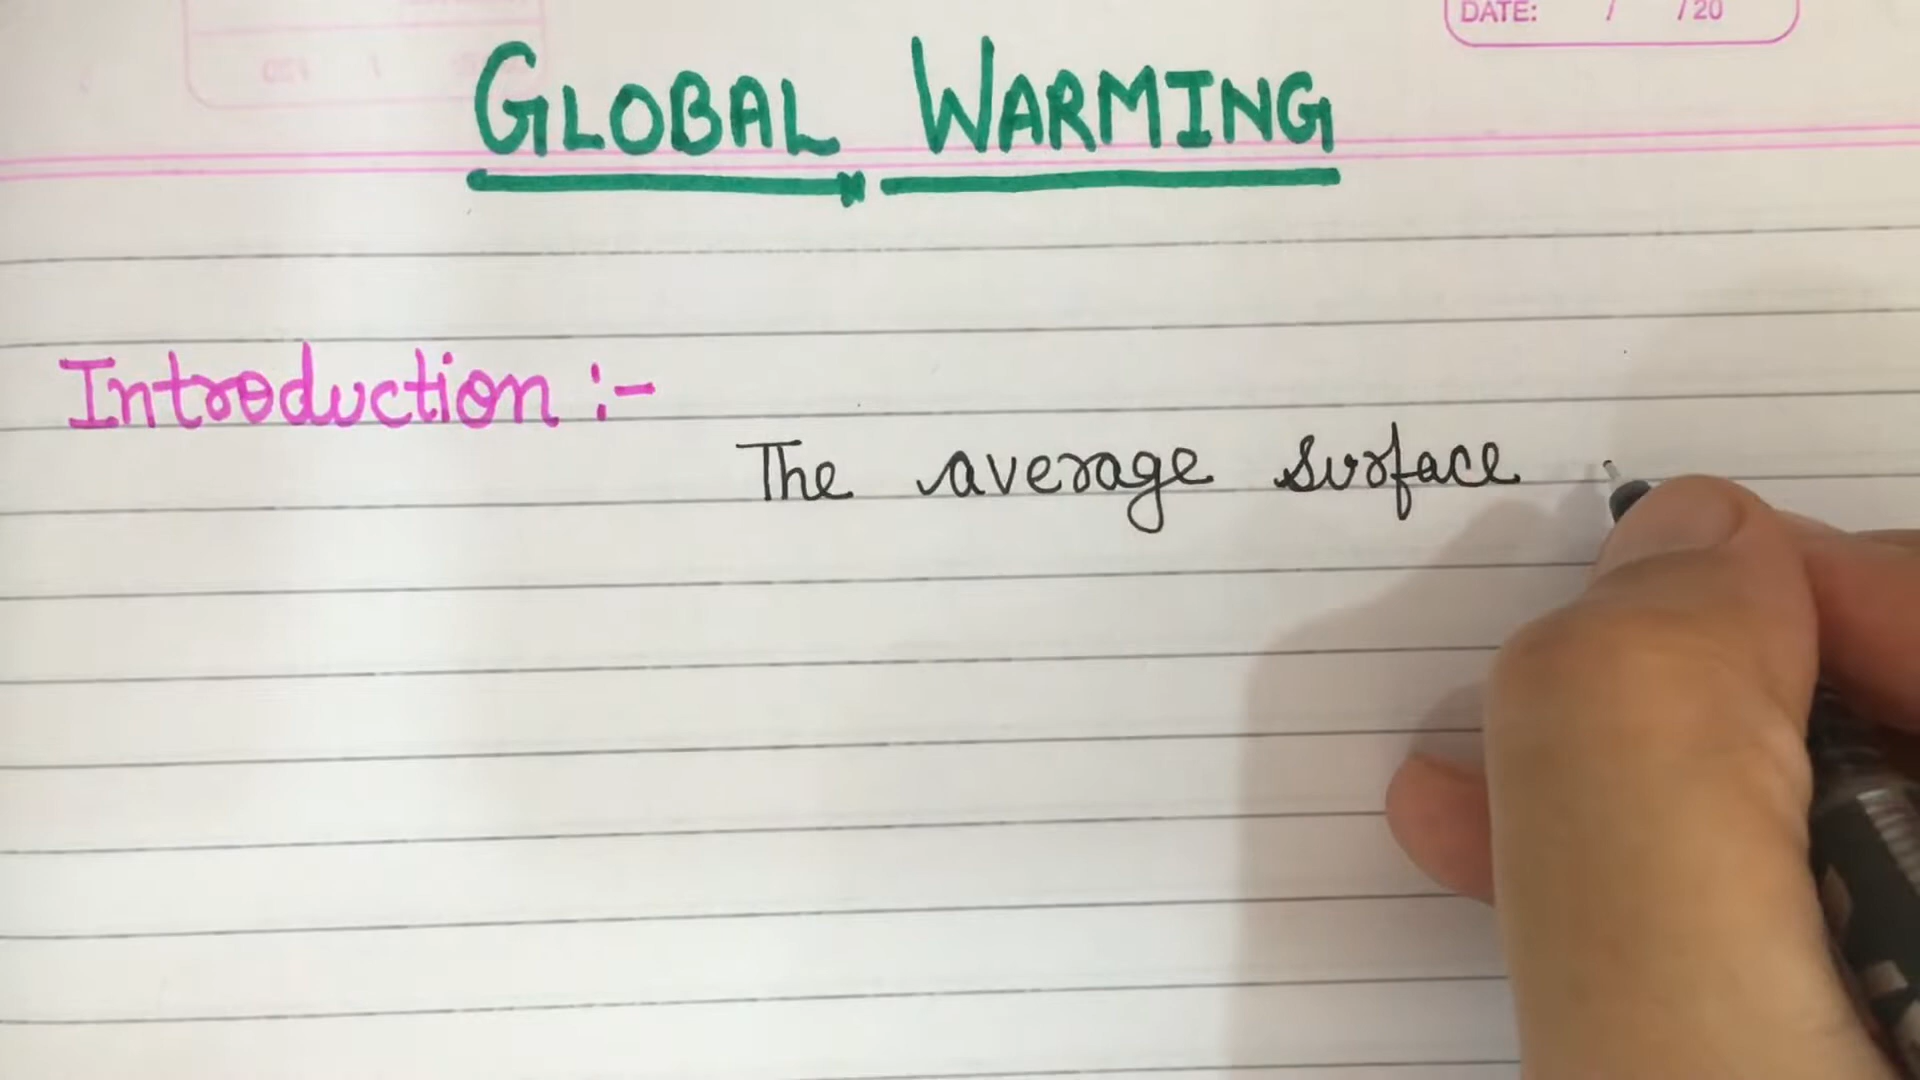 DATE: / /20
GLOBAL WARMING
Introduction :-
The average surface